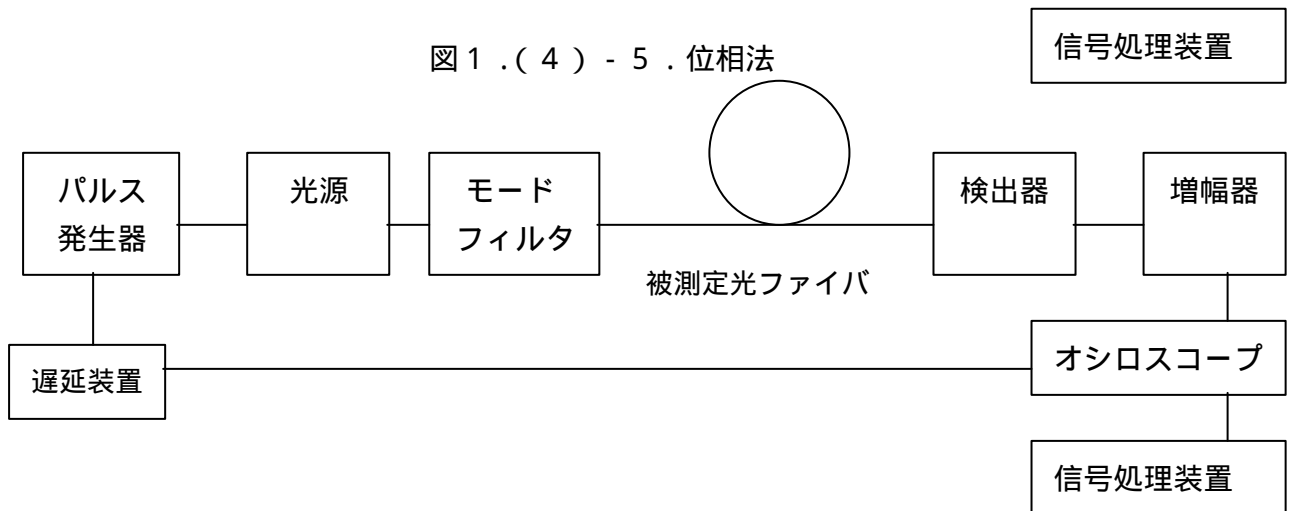 信号処理装置
図1.(4)-5.位相法
パルス
発生器
光源
モード
フィルタ
検出器
増幅器
被測定光ファイバ
オシロスコープ
遅延装置
信号処理装置